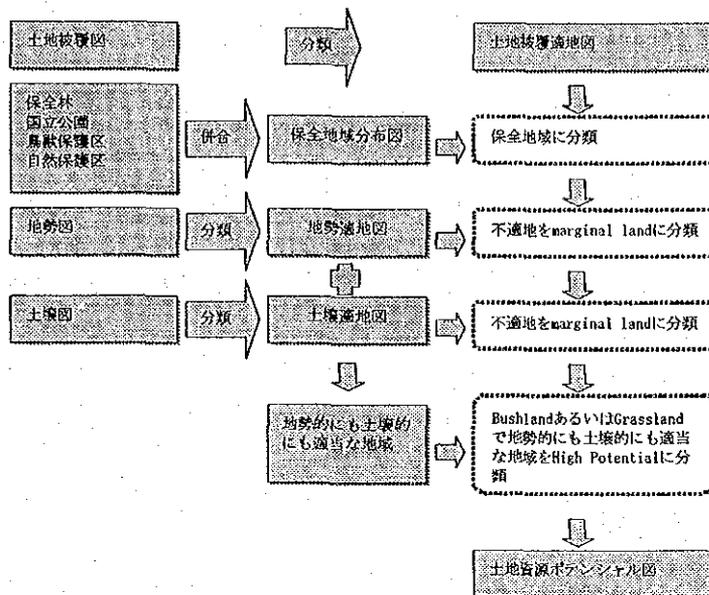 土地被覆図
分類
土地被覆適地図
保全林
国立公園
鳥獣保護区
自然保護区
併合
保全地域分布図
保全地域に分類
地勢図
分類
地勢適地図
不適地をmarginal landに分類
土壌図
分類
土壌適地図
不適地をmarginal landに分類
地勢的にも土壌的
にも適当な地域
BushlandあるいはGrassland
で地勢的にも土壌的にも適当
な地域をHigh Potentialに分
類
土地資源ポテンシャル図